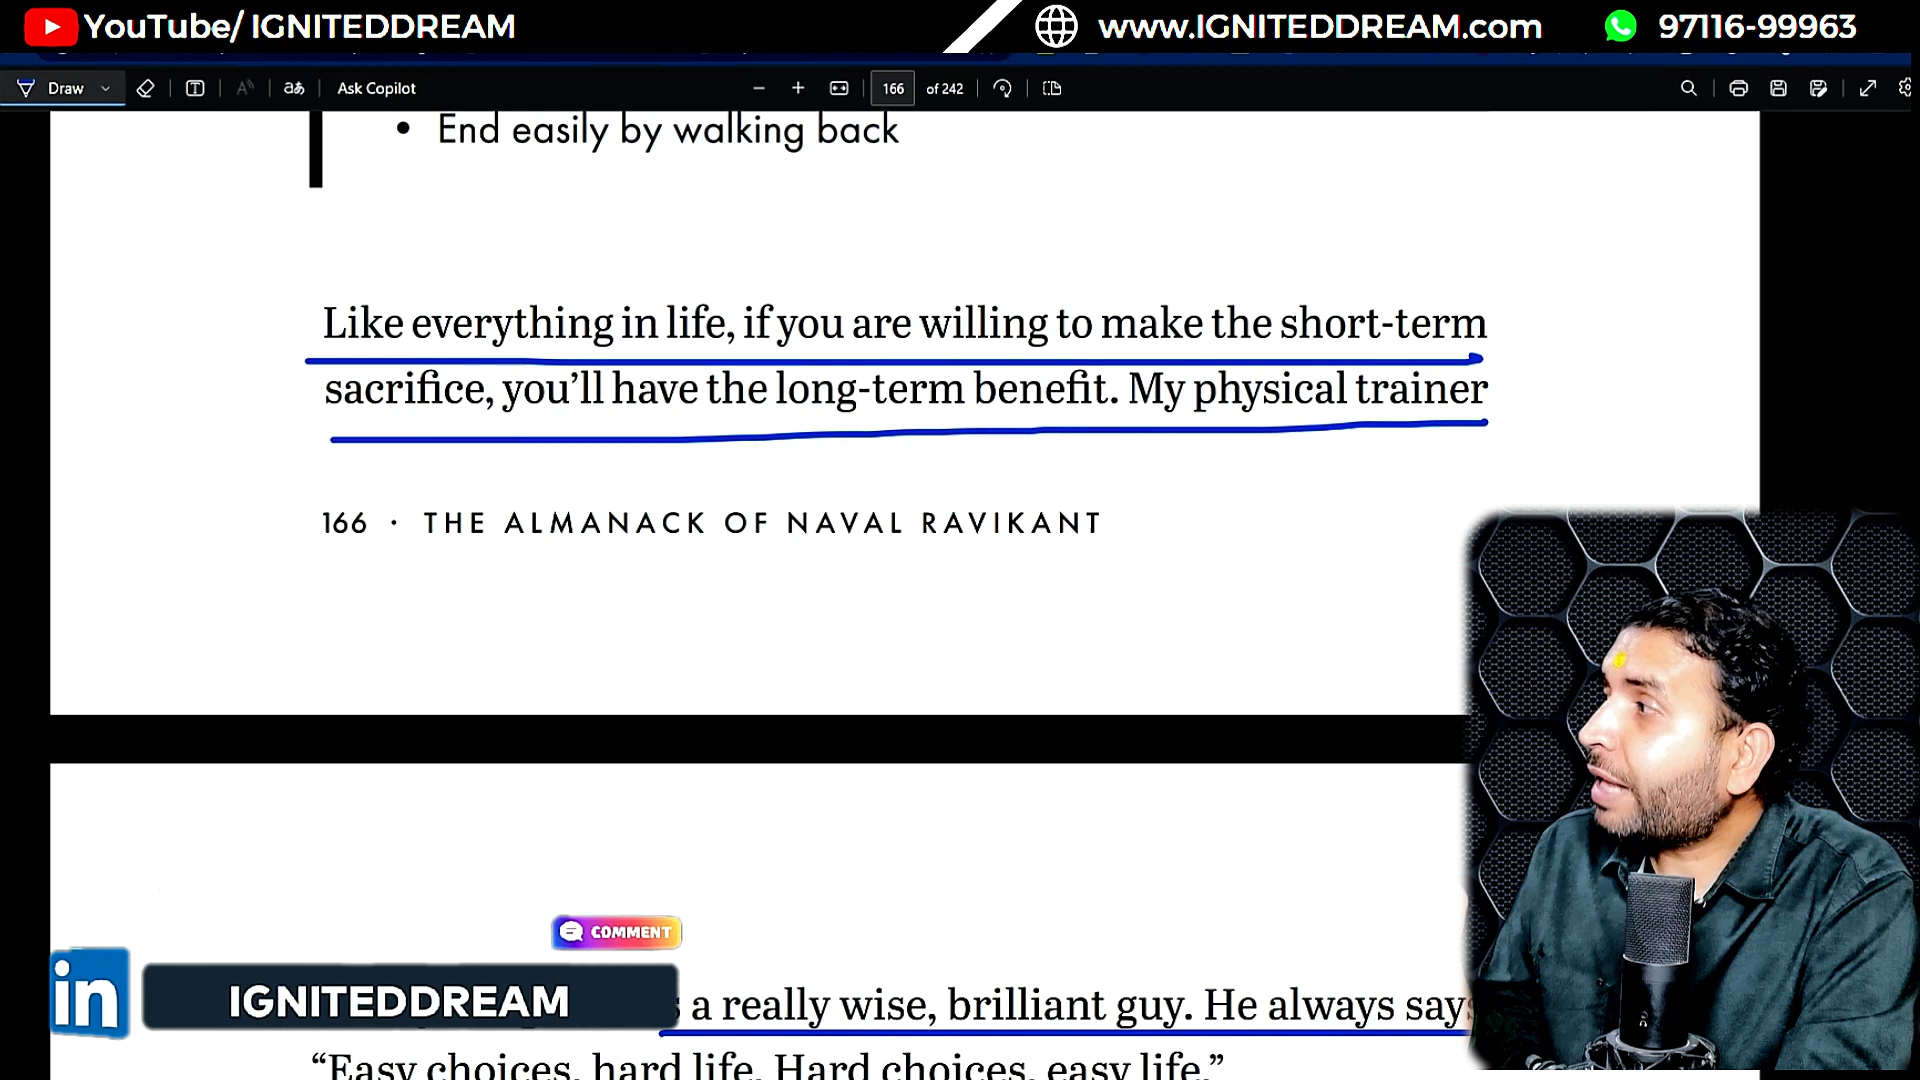 YouTube/ IGNITEDDREAM
www.IGNITEDDREAM.com
97116-99963
Draw
Ask Copilot
166 of 242
• End easily by walking back
Like everything in life, if you are willing to make the short-term
sacrifice, you’ll have the long-term benefit. My physical trainer
166 · THE ALMANACK OF NAVAL RAVIKANT
COMMENT
in IGNITEDDREAM
a really wise, brilliant guy. He always says
“Easy choices, hard life. Hard choices, easy life.”